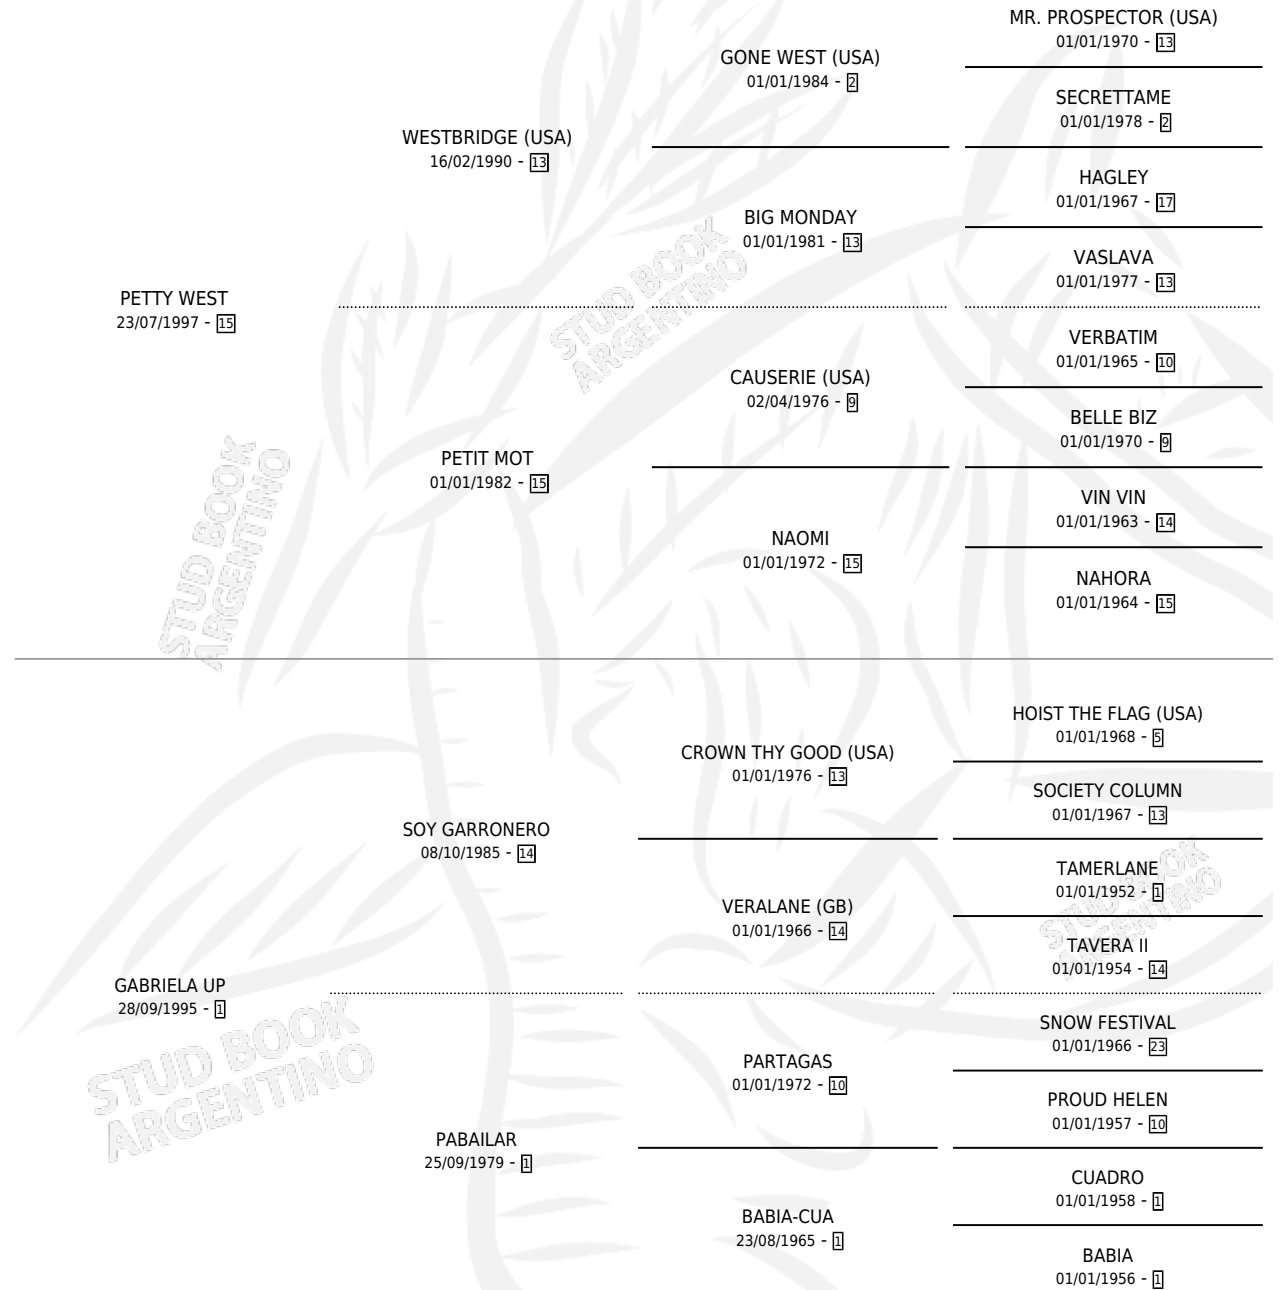 MR. PROSPECTOR (USA)
01/01/1970 - 13
GONE WEST (USA)
01/01/1984 - 2
SECRETTAME
01/01/1978 - 2
WESTBRIDGE (USA)
16/02/1990 - 13
HAGLEY
01/01/1967 - 17
BIG MONDAY
01/01/1981 - 13
VASLAVA
01/01/1977 - 13
PETTY WEST
23/07/1997 - 15
VERBATIM
01/01/1965 - 10
CAUSERIE (USA)
02/04/1976 - 9
BELLE BIZ
01/01/1970 - 9
PETIT MOT
01/01/1982 - 15
VIN VIN
01/01/1963 - 14
NAOMI
01/01/1972 - 15
NAHORA
01/01/1964 - 15
STUD BOOK
ARGENTINO
STUD BOOK
ARGENTINO
HOIST THE FLAG (USA)
01/01/1968 - 5
CROWN THY GOOD (USA)
01/01/1976 - 13
SOCIETY COLUMN
01/01/1967 - 13
SOY GARRONERO
08/10/1985 - 14
TAMERLANE
01/01/1952 - 1
VERALANE (GB)
01/01/1966 - 14
TAVERA II
01/01/1954 - 14
GABRIELA UP
28/09/1995 - 1
SNOW FESTIVAL
01/01/1966 - 23
PARTAGAS
01/01/1972 - 10
PROUD HELEN
01/01/1957 - 10
PABAILAR
25/09/1979 - 1
CUADRO
01/01/1958 - 1
BABIA-CUA
23/08/1965 - 1
BABIA
01/01/1956 - 1
STUD BOOK
ARGENTINO
STUD BOOK
ARGENTINO